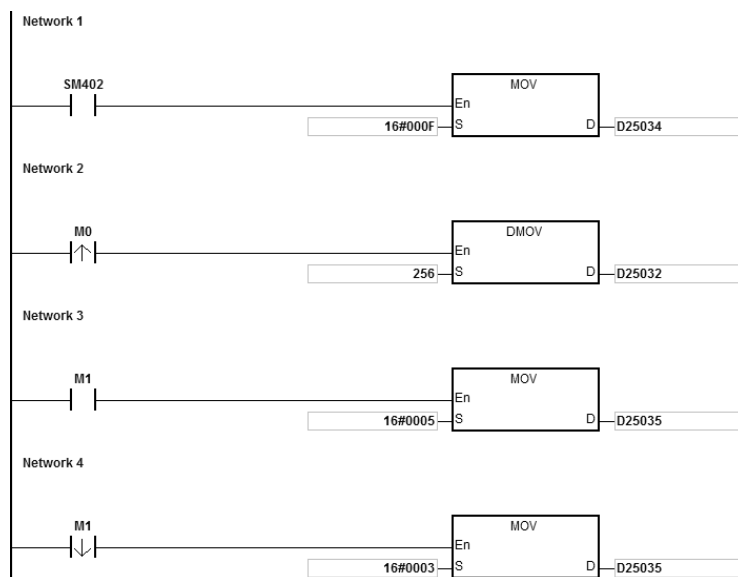 Network 1
SM402
MOV
En
16#000F S D D25034
Network 2
M0
DMOV
En
256 S D D25032
Network 3
M1
MOV
En
16#0005 S D D25035
Network 4
M1
MOV
En
16#0003 S D D25035